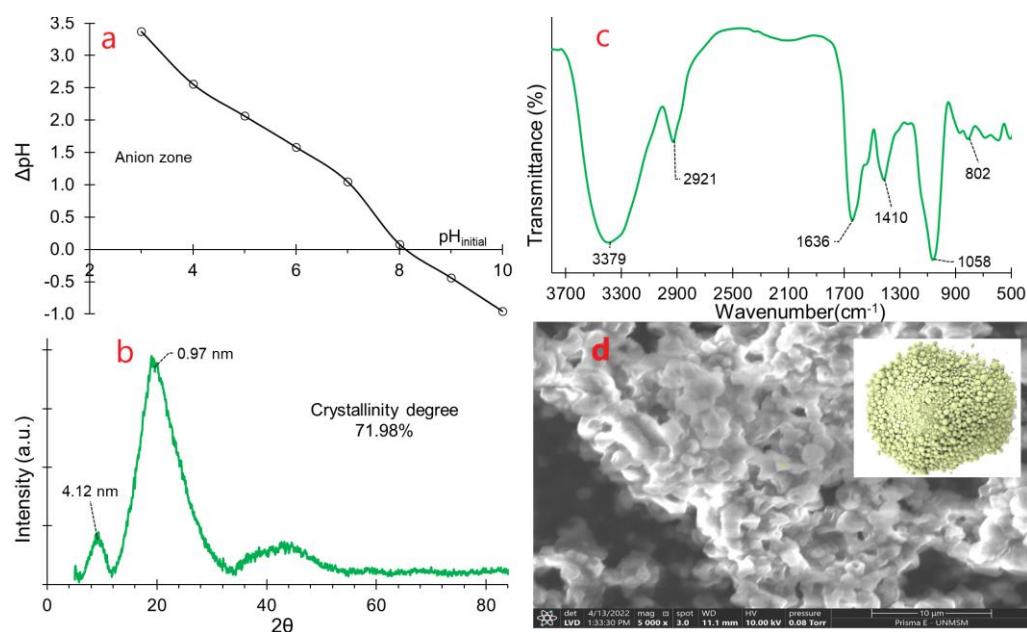 a
3.5
3.0
2.5
2.0
1.5
1.0
0.5
0.0
-0.5
-1.0
ΔpH
Anion zone
pHinitial
2
4
6
8
10
b
0.97 nm
4.12 nm
Crystallinity degree
71.98%
Intensity (a.u.)
0
20
40
60
80
2θ
c
Transmittance (%)
3379
2921
1636
1410
1058
802
3700 3300 2900 2500 2100 1700 1300 900 500
Wavenumber(cm-1)
d
det 4/13/2022 mag spot WD HV pressure 10 µm
LVD 1:33:30 PM 5 000 x 3.0 11.1 mm 10.00 kV 0.08 Torr Prisma E - UNMSM